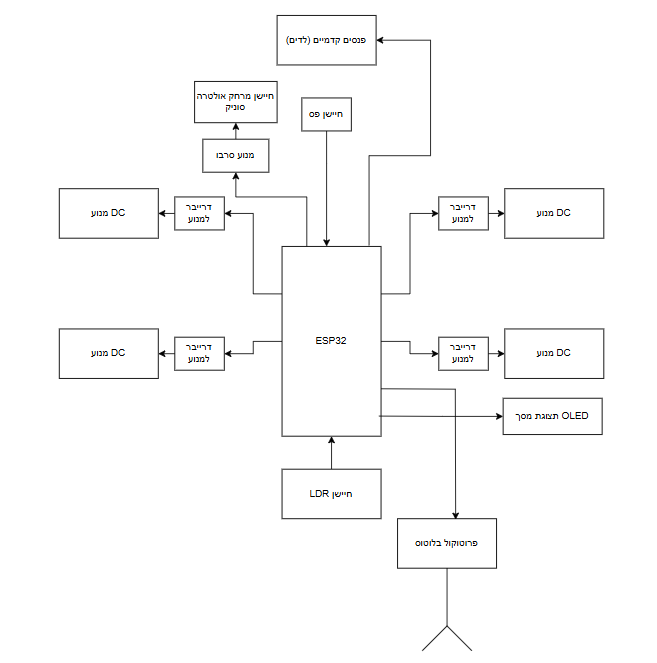 פנסים קדמיים (לדים)
חיישן מרחק אולטרה
סוניק
חיישן פס
מנוע סרבו
מנוע DC
דרייבר
למנוע
דרייבר
למנוע
מנוע DC
ESP32
מנוע DC
דרייבר
למנוע
דרייבר
למנוע
מנוע DC
תצוגת מסך OLED
חיישן LDR
פרוטוקול בלוטוס